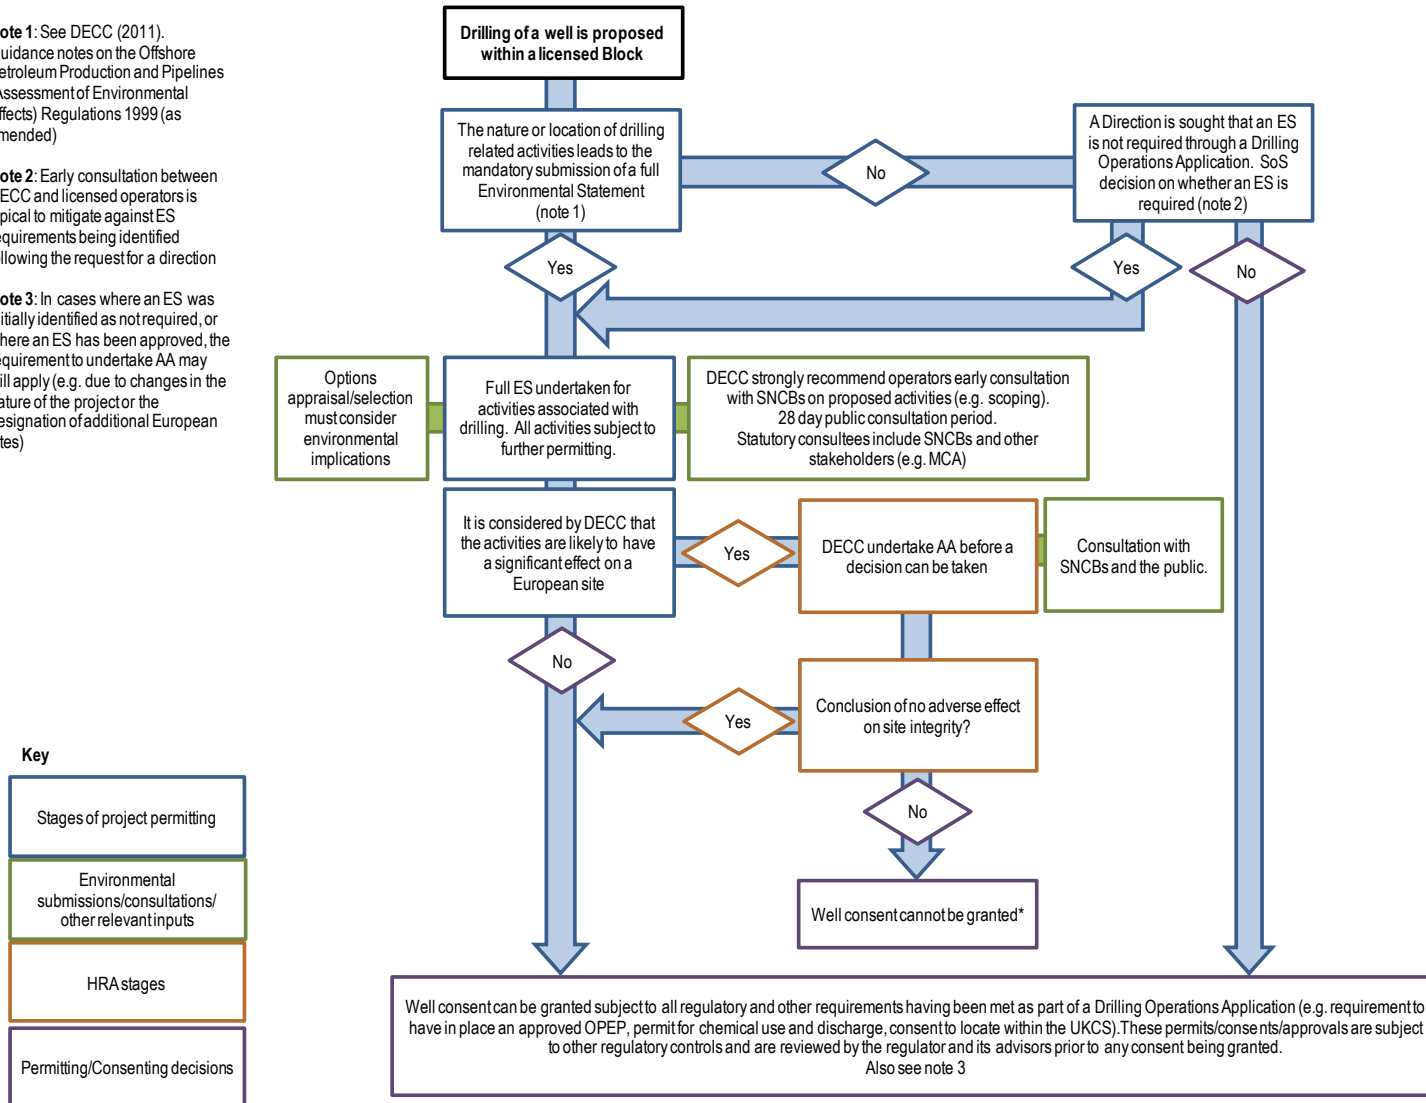 ote 1: See DECC (2011).
uidance notes on the Offshore
etroleum Production and Pipelines
Assessment of Environmental
ffects) Regulations 1999 (as
mended)
ote 2: Early consultation between
ECC and licensed operators is
pical to mitigate against ES
equirements being identified
llowing the request for a direction
ote 3: In cases where an ES was
itially identified as not required, or
here an ES has been approved, the
equirement to undertake AA may
ill apply (e.g. due to changes in the
ature of the project or the
esignation of additional European
tes)
Drilling of a well is proposed
within a licensed Block
The nature or location of drilling
related activities leads to the
mandatory submission of a full
Environmental Statement
(note 1)
No
A Direction is sought that an ES
is not required through a Drilling
Operations Application. SoS
decision on whether an ES is
required (note 2)
Yes
Yes
No
Options
appraisal/selection
must consider
environmental
implications
Full ES undertaken for
activities associated with
drilling. All activities subject to
further permitting.
DECC strongly recommend operators early consultation
with SNCBs on proposed activities (e.g. scoping).
28 day public consultation period.
Statutory consultees include SNCBs and other
stakeholders (e.g. MCA)
It is considered by DECC that
the activities are likely to have
a significant effect on a
European site
Yes
DECC undertake AA before a
decision can be taken
Consultation with
SNCBs and the public.
No
Yes
Conclusion of no adverse effect
on site integrity?
No
Well consent cannot be granted*
Well consent can be granted subject to all regulatory and other requirements having been met as part of a Drilling Operations Application (e.g. requirement to
have in place an approved OPEP, permit for chemical use and discharge, consent to locate within the UKCS).These permits/consents/approvals are subject
to other regulatory controls and are reviewed by the regulator and its advisors prior to any consent being granted.
Also see note 3
Key
Stages of project permitting
Environmental
submissions/consultations/
other relevant inputs
HRA stages
Permitting/Consenting decisions